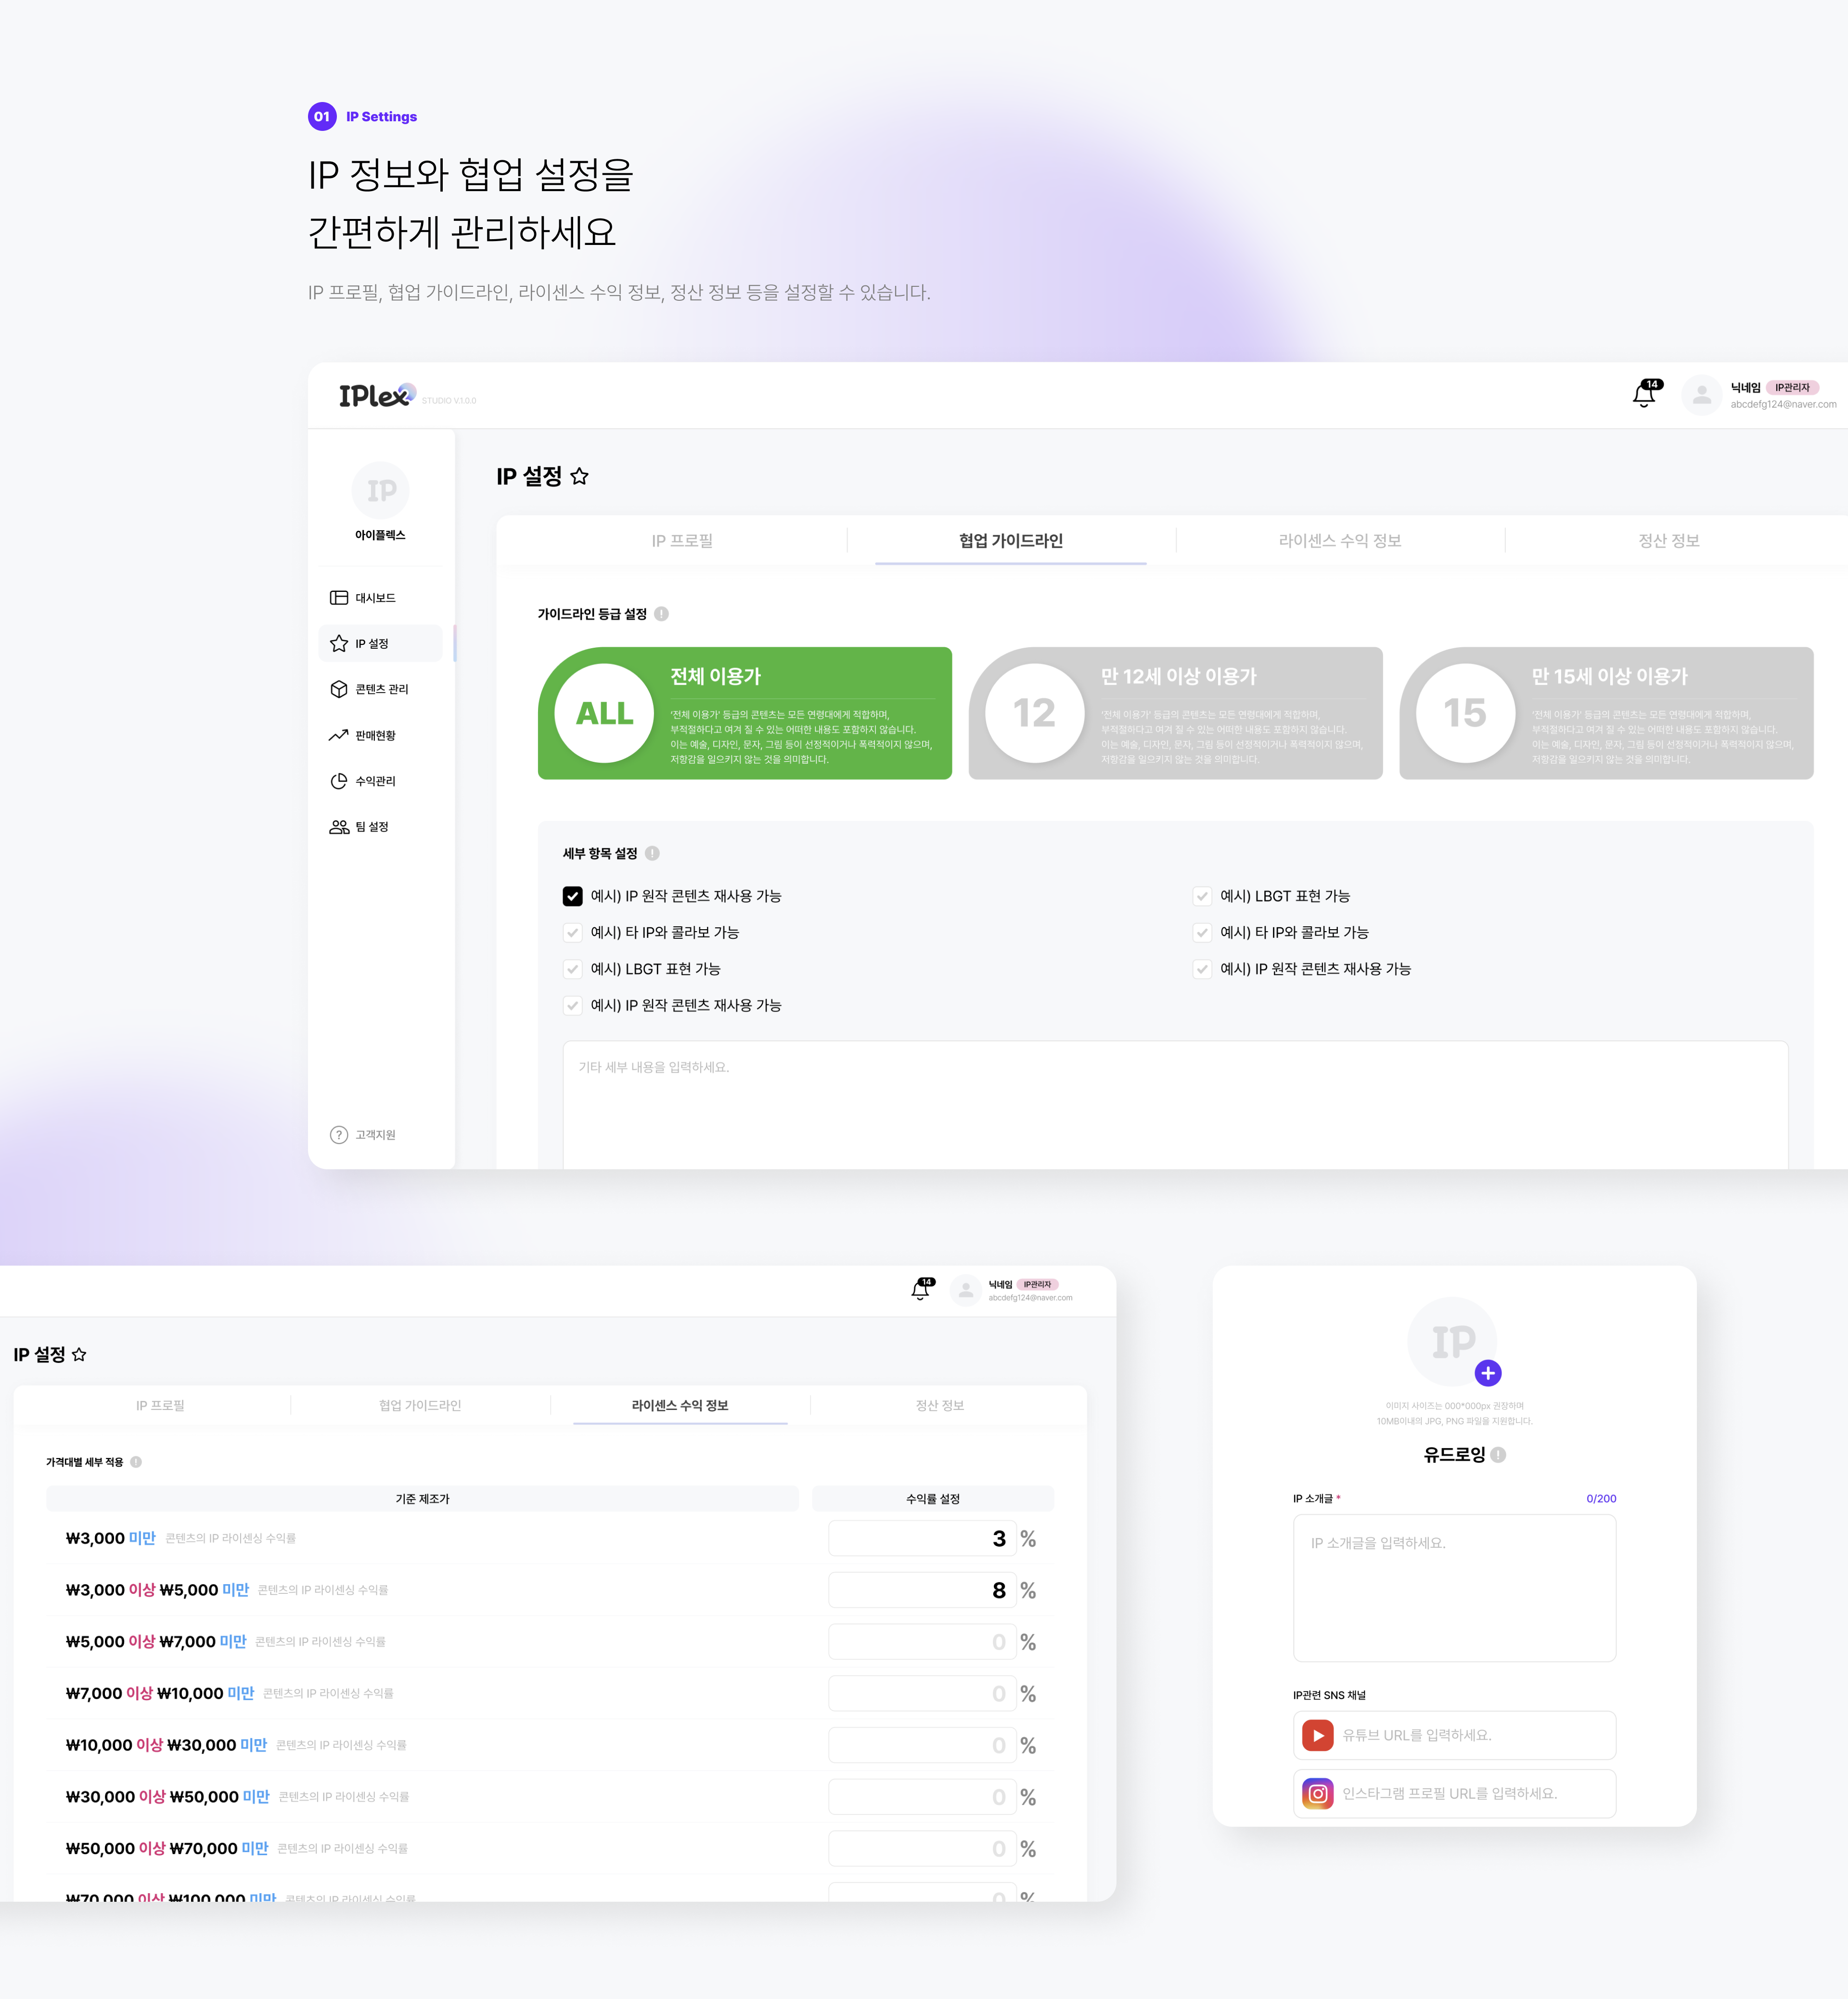 01 IP Settings
IP 정보와 협업 설정을
간편하게 관리하세요
IP 프로필, 협업 가이드라인, 라이센스 수익 정보, 정산 정보 등을 설정할 수 있습니다.
IPlex STUDIO V.1.0.0
14
닉네임 IP관리자
abcdefg124@naver.com
IP
아이플렉스
대시보드
IP 설정
콘텐츠 관리
판매현황
수익관리
팀 설정
고객지원
IP 설정
IP 프로필 협업 가이드라인 라이센스 수익 정보 정산 정보
가이드라인 등급 설정 !
ALL
전체 이용가
'전체 이용가' 등급의 콘텐츠는 모든 연령대에게 적합하며,
부적절하다고 여겨 질 수 있는 어떠한 내용도 포함하지 않습니다.
이는 예술, 디자인, 문자, 그림 등이 선정적이거나 폭력적이지 않으며,
저항감을 일으키지 않는 것을 의미합니다.
12
만 12세 이상 이용가
'전체 이용가' 등급의 콘텐츠는 모든 연령대에게 적합하며,
부적절하다고 여겨 질 수 있는 어떠한 내용도 포함하지 않습니다.
이는 예술, 디자인, 문자, 그림 등이 선정적이거나 폭력적이지 않으며,
저항감을 일으키지 않는 것을 의미합니다.
15
만 15세 이상 이용가
'전체 이용가' 등급의 콘텐츠는 모든 연령대에게 적합하며,
부적절하다고 여겨 질 수 있는 어떠한 내용도 포함하지 않습니다.
이는 예술, 디자인, 문자, 그림 등이 선정적이거나 폭력적이지 않으며,
저항감을 일으키지 않는 것을 의미합니다.
세부 항목 설정 !
예시) IP 원작 콘텐츠 재사용 가능
예시) LBGT 표현 가능
예시) 타 IP와 콜라보 가능
예시) 타 IP와 콜라보 가능
예시) LBGT 표현 가능
예시) IP 원작 콘텐츠 재사용 가능
예시) IP 원작 콘텐츠 재사용 가능
기타 세부 내용을 입력하세요.
14
닉네임 IP관리자
abcdefg124@naver.com
IP 설정
IP 프로필 협업 가이드라인 라이센스 수익 정보 정산 정보
가격대별 세부 적용 !
기준 제조가 수익률 설정
₩3,000 미만 콘텐츠의 IP 라이센싱 수익률 3 %
₩3,000 이상 ₩5,000 미만 콘텐츠의 IP 라이센싱 수익률 8 %
₩5,000 이상 ₩7,000 미만 콘텐츠의 IP 라이센싱 수익률 0 %
₩7,000 이상 ₩10,000 미만 콘텐츠의 IP 라이센싱 수익률 0 %
₩10,000 이상 ₩30,000 미만 콘텐츠의 IP 라이센싱 수익률 0 %
₩30,000 이상 ₩50,000 미만 콘텐츠의 IP 라이센싱 수익률 0 %
₩50,000 이상 ₩70,000 미만 콘텐츠의 IP 라이센싱 수익률 0 %
₩70,000 이상 ₩100,000 미만 콘텐츠의 IP 라이센싱 수익률 0 %
IP
이미지 사이즈는 000*000px 권장하며
10MB이내의 JPG, PNG 파일을 지원합니다.
유드로잉 !
IP 소개글 * 0/200
IP 소개글을 입력하세요.
IP관련 SNS 채널
유튜브 URL를 입력하세요.
인스타그램 프로필 URL를 입력하세요.